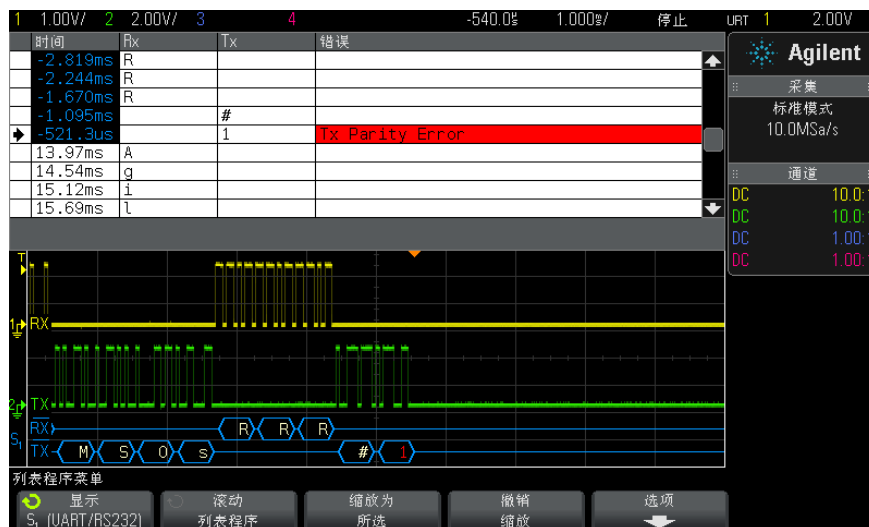 1 1.00V/ 2 2.00V/ 3 4 -540.0㎲ 1.000㎳/ 停止 URT 1 2.00V
时间 Rx Tx 错误
-2.819ms R
-2.244ms R
-1.670ms R
-1.095ms #
-521.3us 1 Tx Parity Error
13.97ms A
14.54ms g
15.12ms i
15.69ms l
Agilent
采集
标准模式
10.0MSa/s
通道
DC 10.0:
DC 10.0:
DC 1.00:
DC 1.00:
T
1 RX
2 TX
S1
RX R R R
TX M S O s # 1
列表程序菜单
显示
S1 (UART/RS232)
滚动
列表程序
缩放为
所选
撤销
缩放
选项